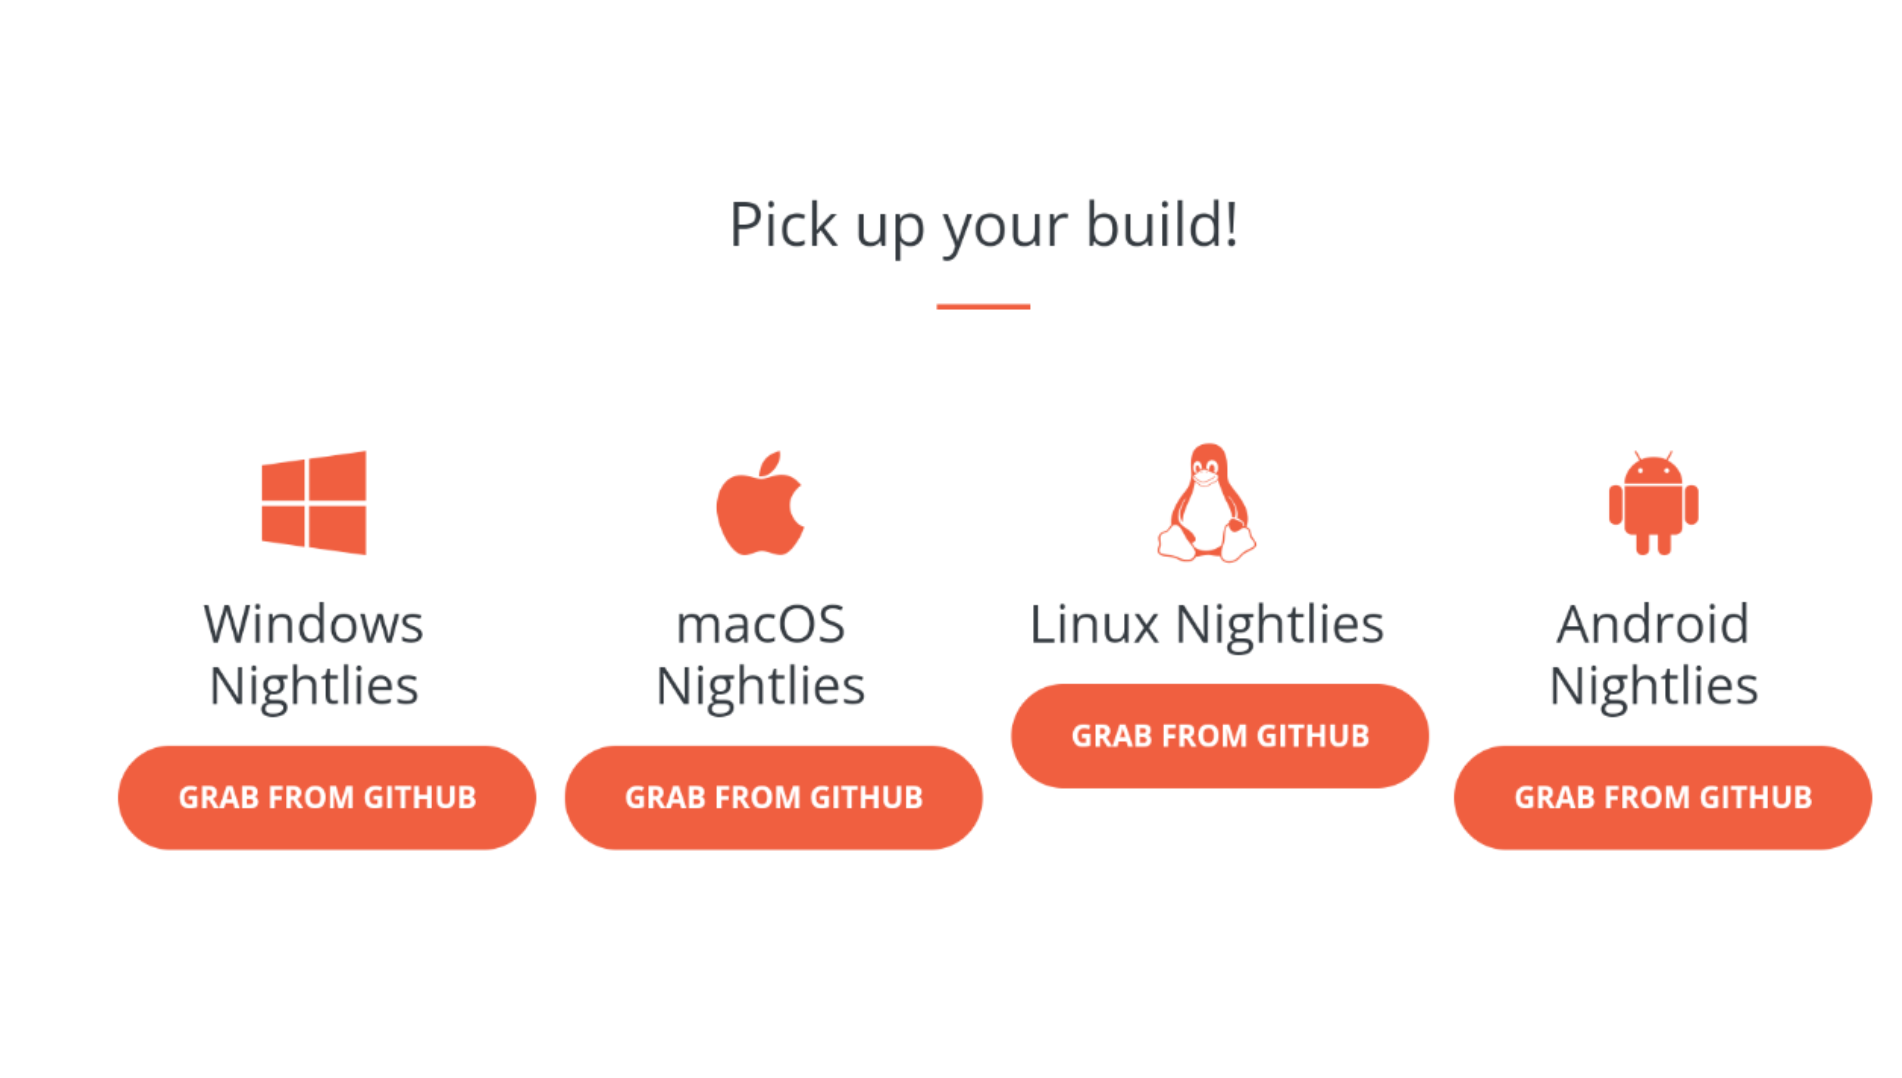 Pick up your build!
Windows
Nightlies
GRAB FROM GITHUB
macOS
Nightlies
GRAB FROM GITHUB
Linux Nightlies
GRAB FROM GITHUB
Android
Nightlies
GRAB FROM GITHUB